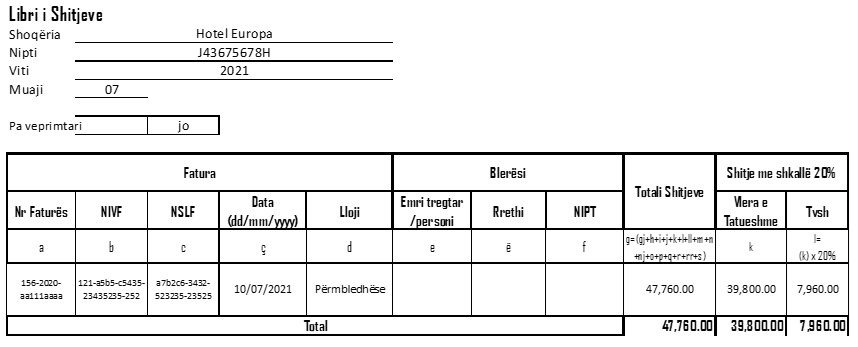 Libri i Shitjeve
Shoqëria Hotel Europa
Nipti J43675678H
Viti 2021
Muaji 07
Pa veprimtari jo
Fatura Blerësi Totali Shitjeve Shitje me shkallë 20%
Nr Faturës NIVF NSLF Data (dd/mm/yyyy) Lloji Emri tregtar /personi Rrethi NIPT Vlera e Tatueshme Tvsh
a b c ç d e ë f g=(gj+h+i+j+k+l+ll+m+n +nj+o+p+q+r+rr+s) k l= (k) x 20%
156-2020-aa111aaaa 121-a5b5-c5435-23435235-252 a7b2c6-3432-523235-23525 10/07/2021 Përmbledhëse 47,760.00 39,800.00 7,960.00
Total 47,760.00 39,800.00 7,960.00